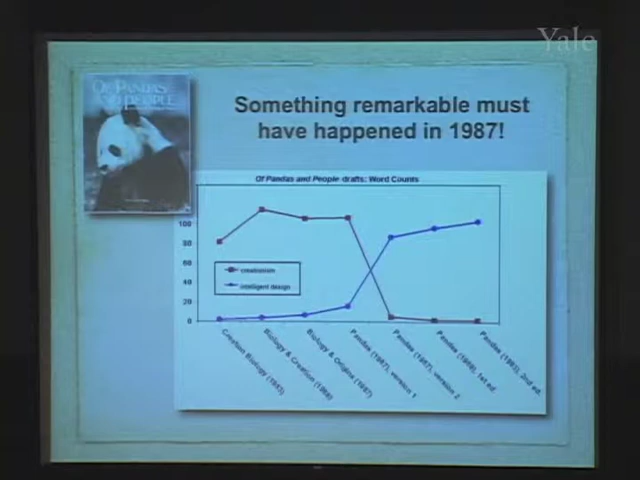 Yale
OF PANDAS
AND PEOPLE
Something remarkable must
have happened in 1987!
Of Pandas and People drafts: Word Counts
100
80
60
40
20
0
creationism
intelligent design
Creation Biology (1983)
Biology & Creation (1986)
Biology & Origins (1987)
Pandas (1987), version 1
Pandas (1987), version 2
Pandas (1989), 1st ed.
Pandas (1993), 2nd ed.